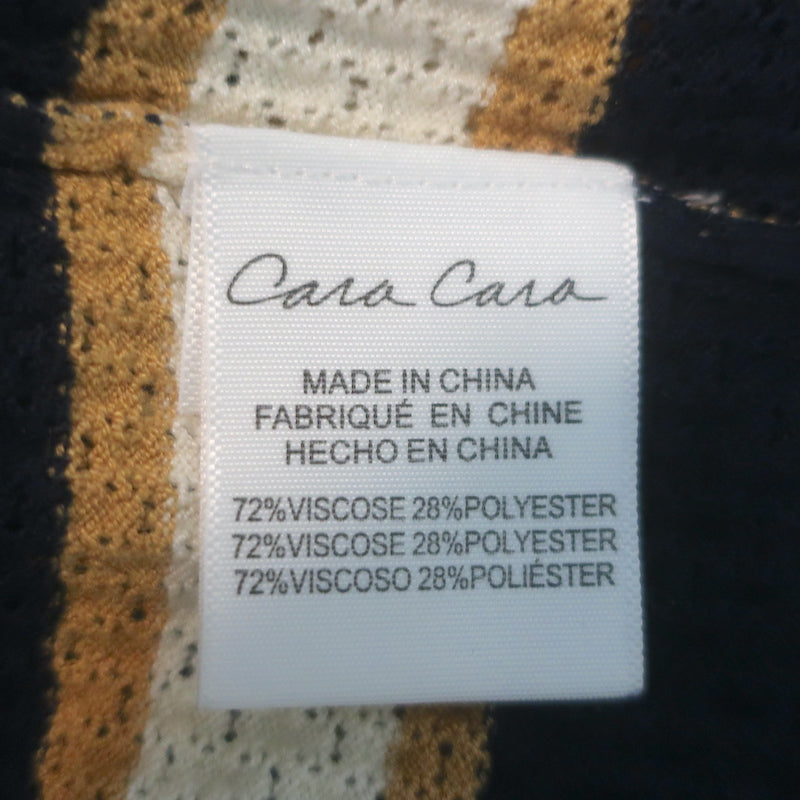 Cara Cara
MADE IN CHINA
FABRIQUÉ EN CHINE
HECHO EN CHINA
72%VISCOSE 28%POLYESTER
72%VISCOSE 28%POLYESTER
72%VISCOSO 28%POLIÉSTER